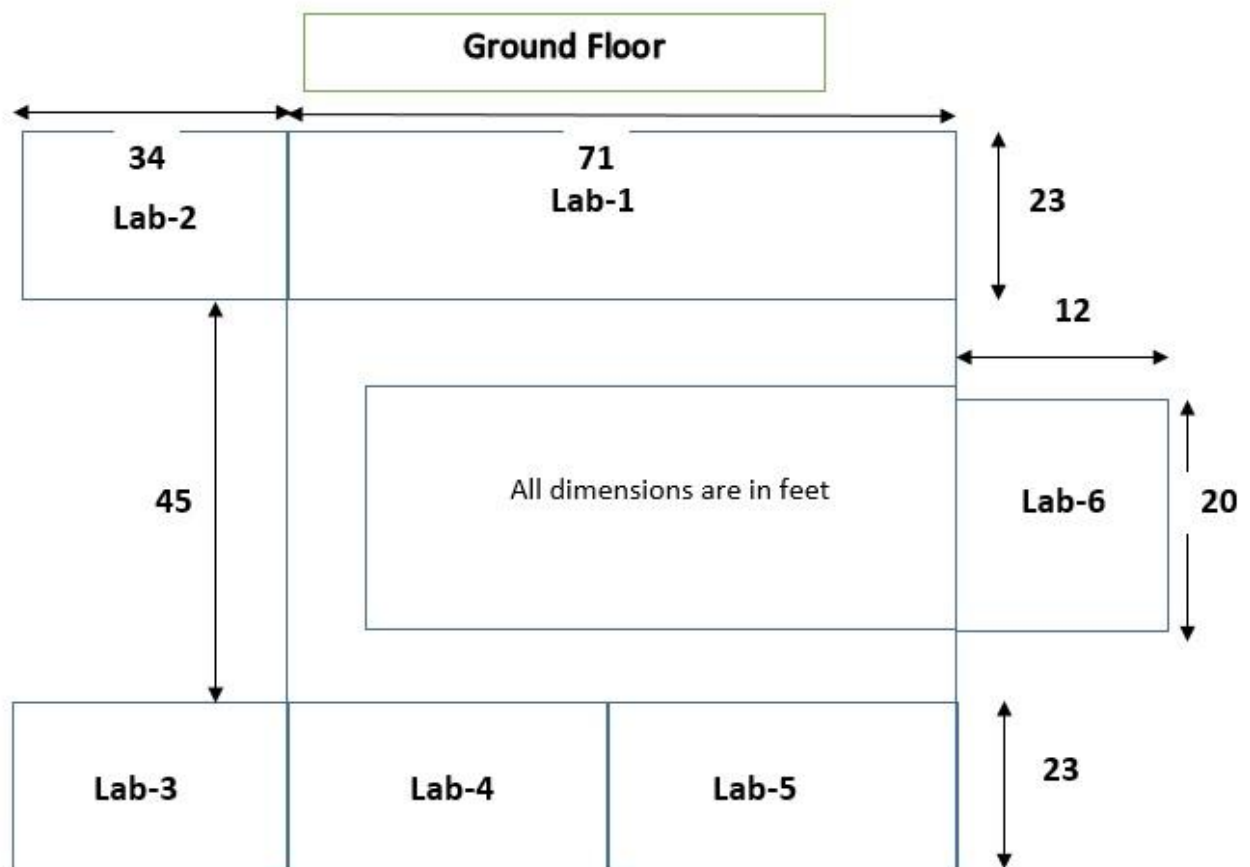 Ground Floor
34
71
Lab-2
Lab-1
23
12
45
All dimensions are in feet
Lab-6
20
Lab-3
Lab-4
Lab-5
23